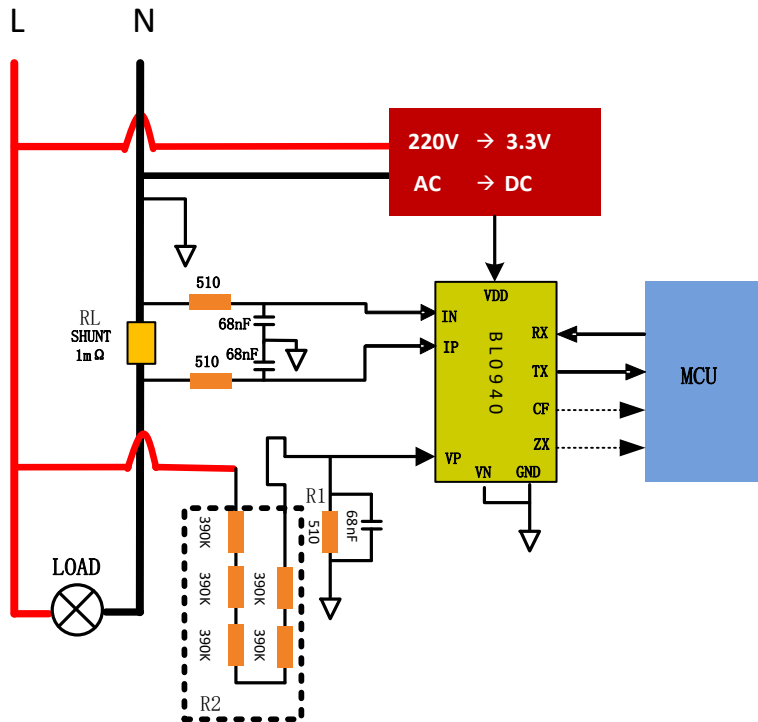 L N
220V → 3.3V
AC → DC
510
RL
SHUNT
1mΩ
68nF
68nF
510
VDD
IN
IP
BL0940
RX
TX
CF
ZX
VP
VN GND
MCU
R1
510
68nF
390K
390K
390K
390K
390K
R2
LOAD